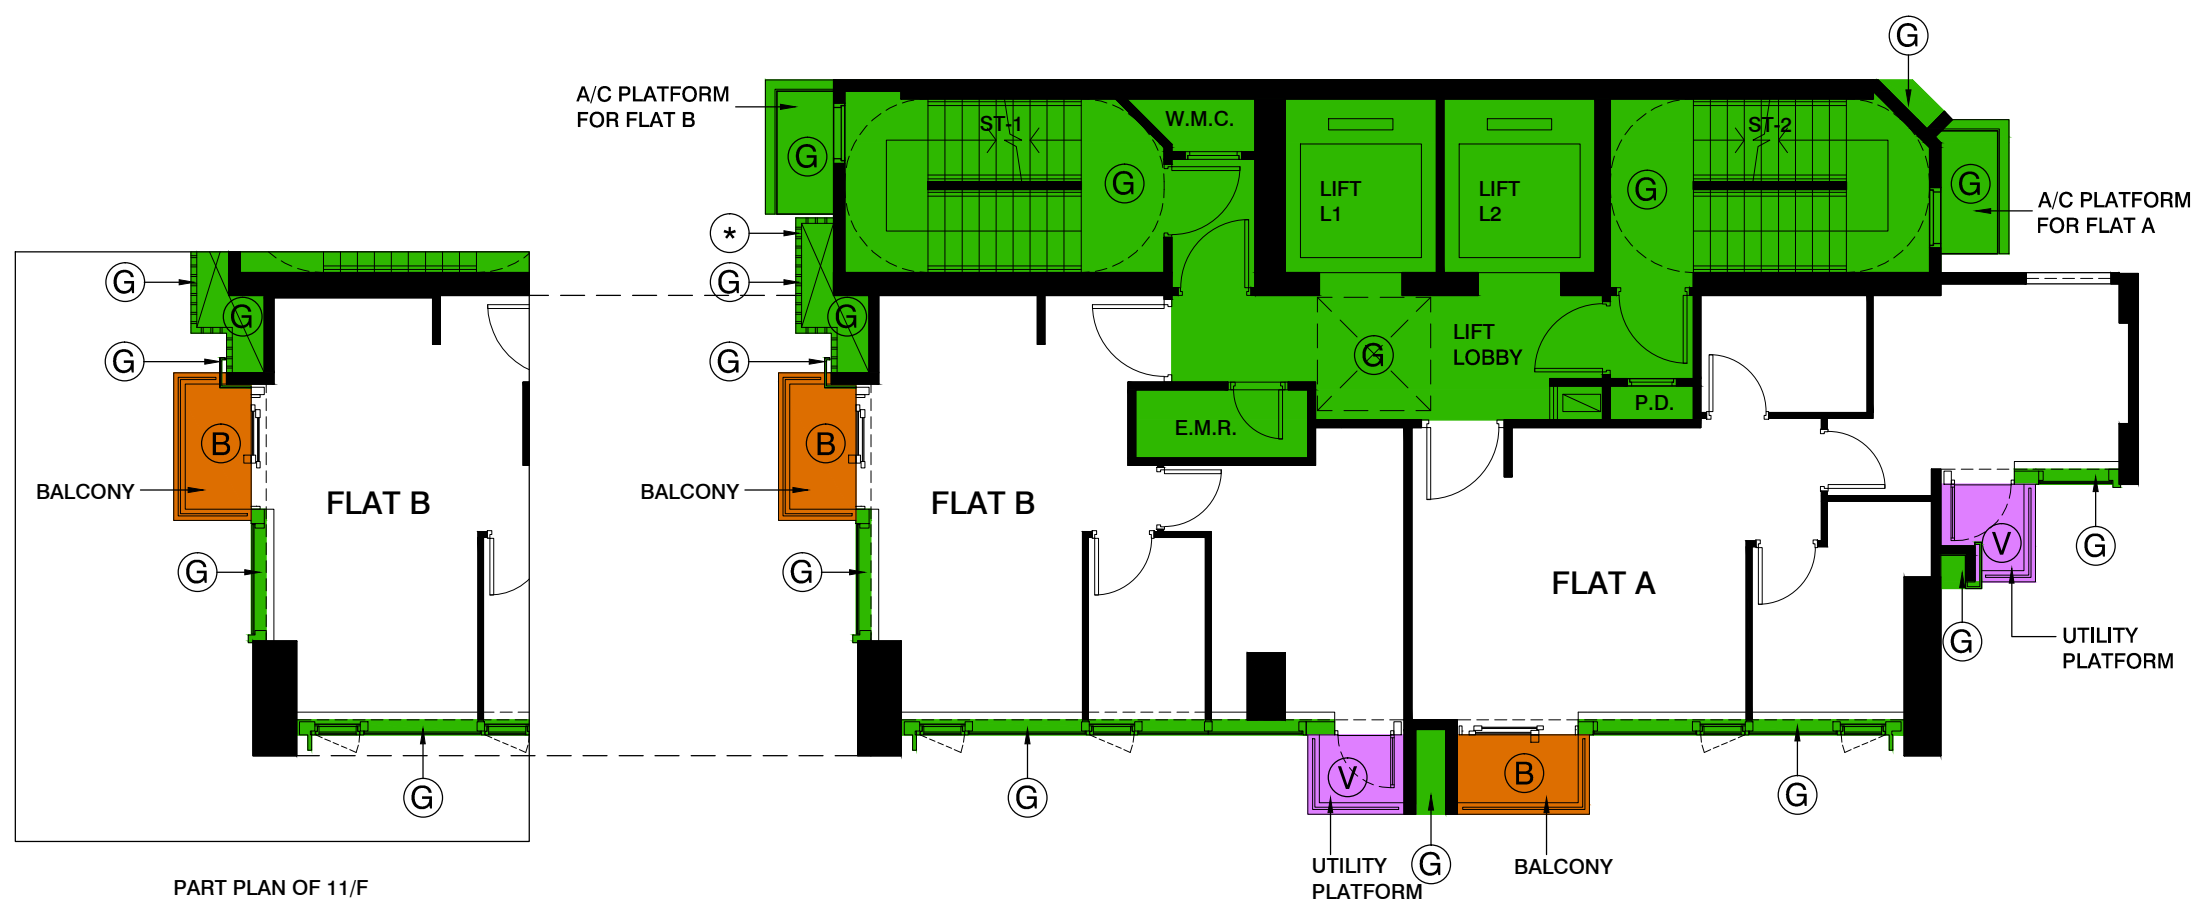 G
A/C PLATFORM
FOR FLAT B
ST-1
W.M.C.
ST-2
G
G
G
G
LIFT
L1
LIFT
L2
A/C PLATFORM
FOR FLAT A
*
G
G
G
G
G
LIFT
LOBBY
G
G
P.D.
E.M.R.
B
B
BALCONY
FLAT B
BALCONY
FLAT B
G
V
G
G
FLAT A
G
UTILITY
PLATFORM
V
B
G
G
G
UTILITY
PLATFORM
G
BALCONY
PART PLAN OF 11/F